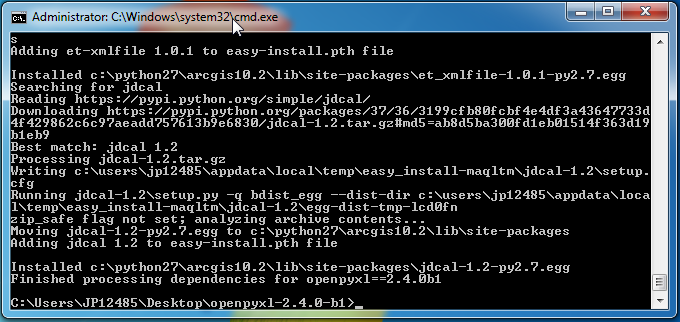 Administrator: C:\Windows\system32\cmd.exe
s
Adding et-xmlfile 1.0.1 to easy-install.pth file
Installed c:\python27\arcgis10.2\lib\site-packages\et_xmlfile-1.0.1-py2.7.egg
Searching for jdcal
Reading https://pypi.python.org/simple/jdcal/
Downloading https://pypi.python.org/packages/37/36/3199cfb80fcbf4e4df3a43647733d
4f429862c6c97aeadd757613b9e6830/jdcal-1.2.tar.gz#md5=ab8d5ba300fd1eb01514f363d19
b1eb9
Best match: jdcal 1.2
Processing jdcal-1.2.tar.gz
Writing c:\users\jp12485\appdata\local\temp\easy_install-maqltm\jdcal-1.2\setup.
cfg
Running jdcal-1.2\setup.py -q bdist_egg --dist-dir c:\users\jp12485\appdata\loca
l\temp\easy_install-maqltm\jdcal-1.2\egg-dist-tmp-lcd0fn
zip_safe flag not set; analyzing archive contents...
Moving jdcal-1.2-py2.7.egg to c:\python27\arcgis10.2\lib\site-packages
Adding jdcal 1.2 to easy-install.pth file
Installed c:\python27\arcgis10.2\lib\site-packages\jdcal-1.2-py2.7.egg
Finished processing dependencies for openpyxl==2.4.0b1
C:\Users\JP12485\Desktop\openpyxl-2.4.0-b1>_